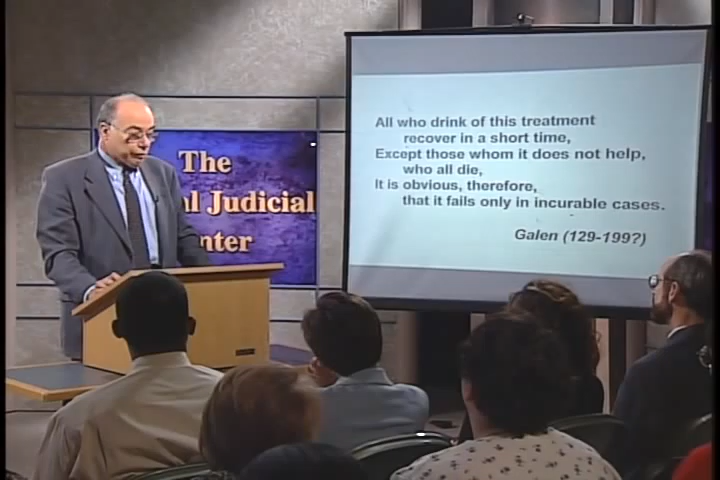 The
al Judicial
nter
All who drink of this treatment
recover in a short time,
Except those whom it does not help,
who all die,
It is obvious, therefore,
that it fails only in incurable cases.
Galen (129-199?)